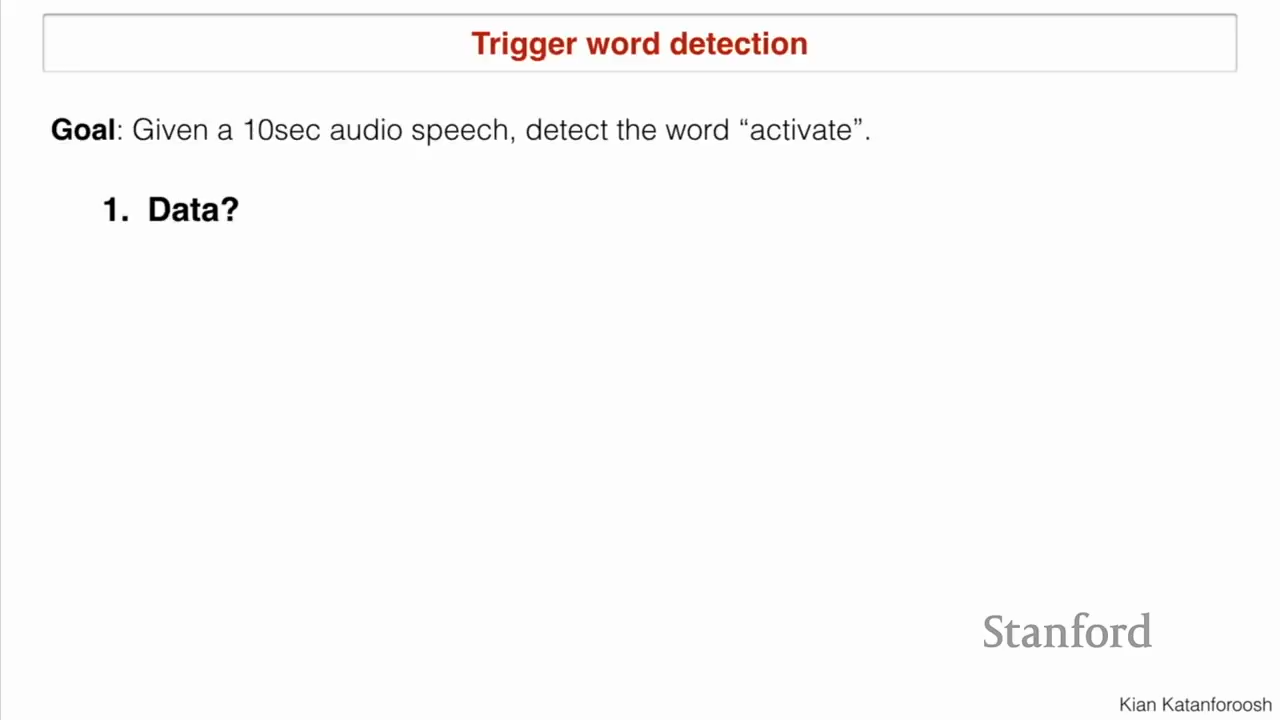 Trigger word detection
Goal: Given a 10sec audio speech, detect the word “activate”.
1. Data?
Stanford
Kian Katanforoosh